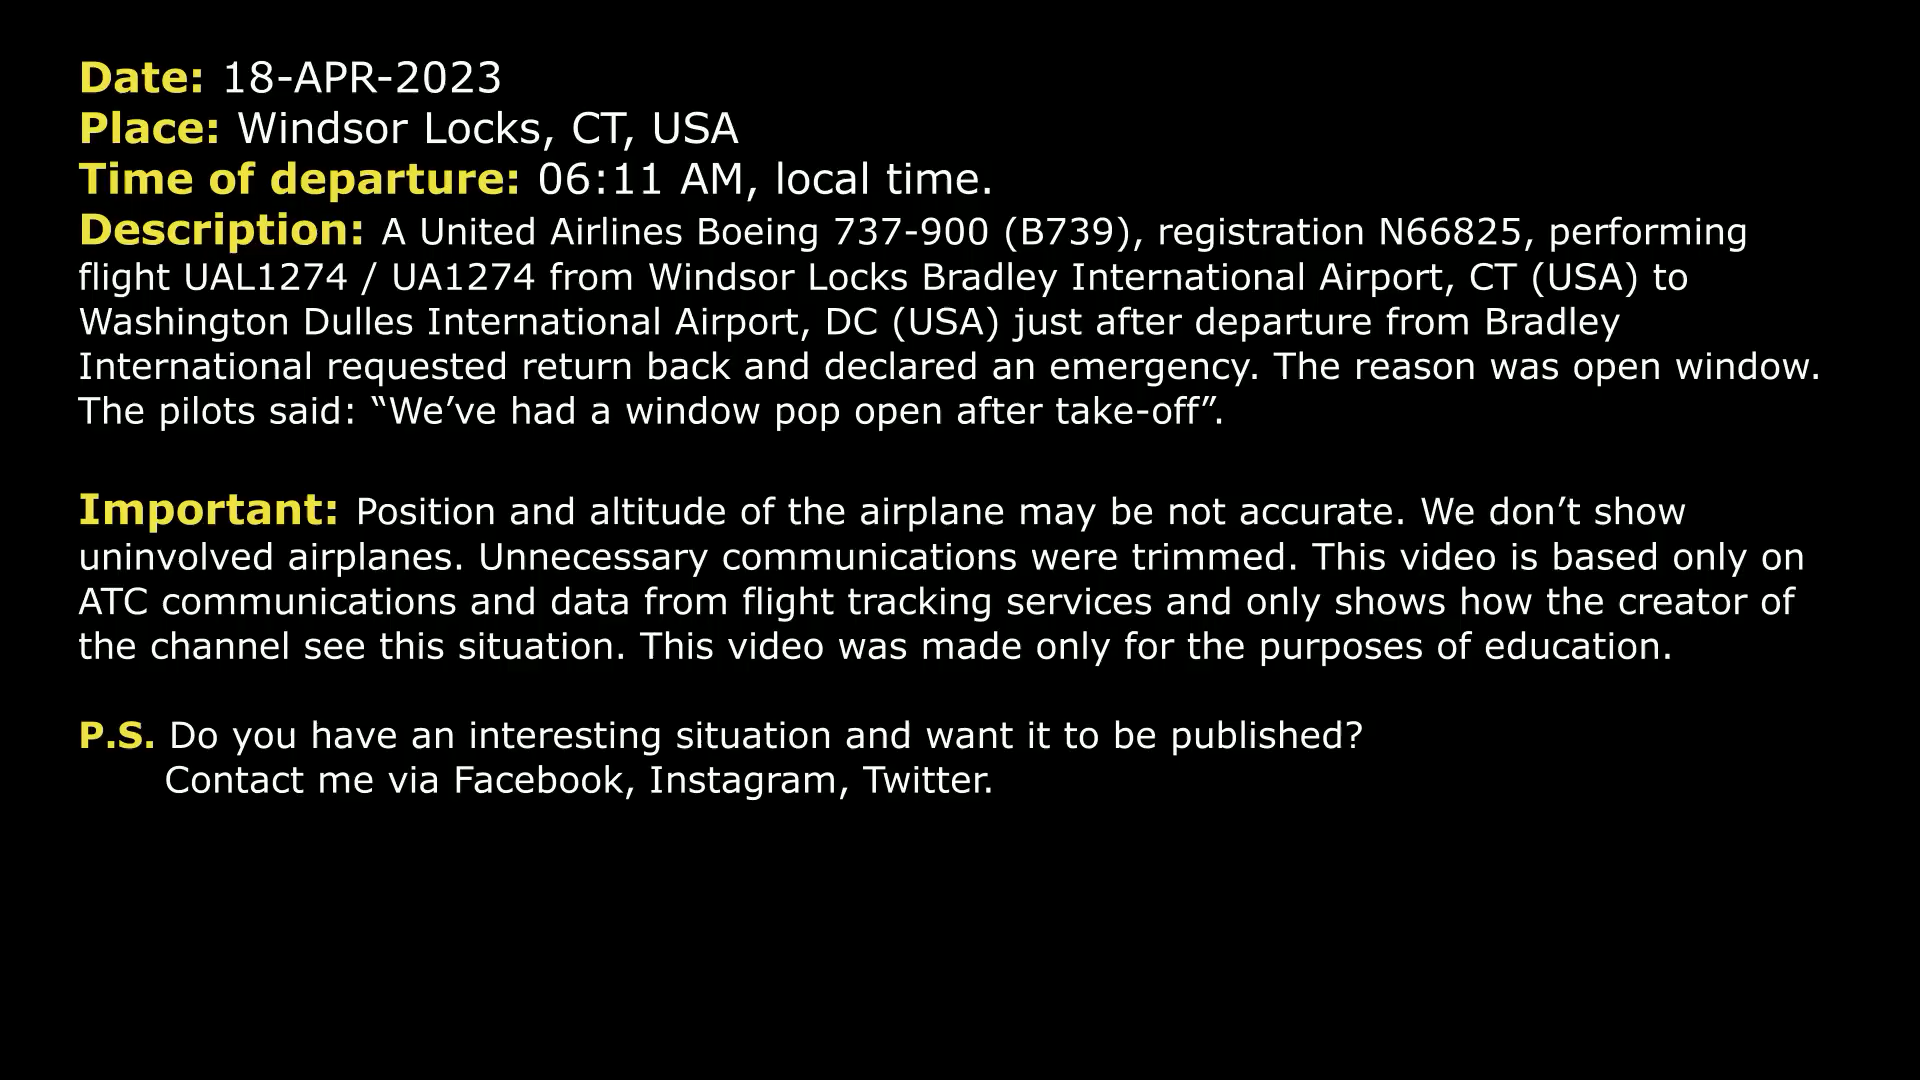 Date: 18-APR-2023
Place: Windsor Locks, CT, USA
Time of departure: 06:11 AM, local time.
Description: A United Airlines Boeing 737-900 (B739), registration N66825, performing
flight UAL1274 / UA1274 from Windsor Locks Bradley International Airport, CT (USA) to
Washington Dulles International Airport, DC (USA) just after departure from Bradley
International requested return back and declared an emergency. The reason was open window.
The pilots said: “We’ve had a window pop open after take-off”.
Important: Position and altitude of the airplane may be not accurate. We don’t show
uninvolved airplanes. Unnecessary communications were trimmed. This video is based only on
ATC communications and data from flight tracking services and only shows how the creator of
the channel see this situation. This video was made only for the purposes of education.
P.S. Do you have an interesting situation and want it to be published?
Contact me via Facebook, Instagram, Twitter.